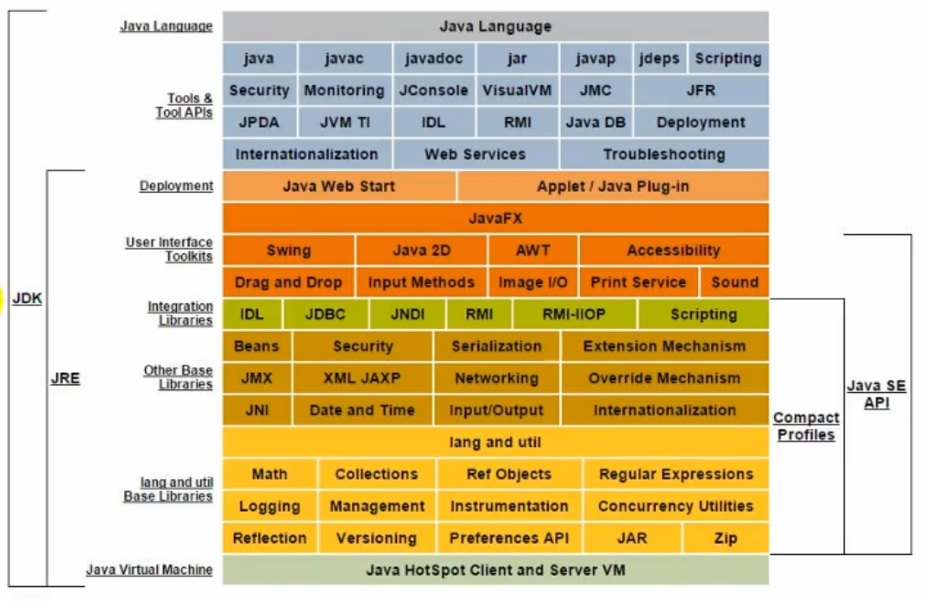 Java Language Java Language
java javac javadoc jar javap jdeps Scripting
Tools &
Tool APIs
Security Monitoring JConsole VisualVM JMC JFR
JPDA JVM TI IDL RMI Java DB Deployment
Internationalization Web Services Troubleshooting
Deployment Java Web Start Applet / Java Plug-in
JavaFX
User Interface
Toolkits
Swing Java 2D AWT Accessibility
Drag and Drop Input Methods Image I/O Print Service Sound
JDK
Integration
Libraries
IDL JDBC JNDI RMI RMI-IIOP Scripting
Beans Security Serialization Extension Mechanism
JRE
Other Base
Libraries
JMX XML JAXP Networking Override Mechanism
JNI Date and Time Input/Output Internationalization
Java SE
API
Compact
Profiles
lang and util
lang and util
Base Libraries
Math Collections Ref Objects Regular Expressions
Logging Management Instrumentation Concurrency Utilities
Reflection Versioning Preferences API JAR Zip
Java Virtual Machine Java HotSpot Client and Server VM